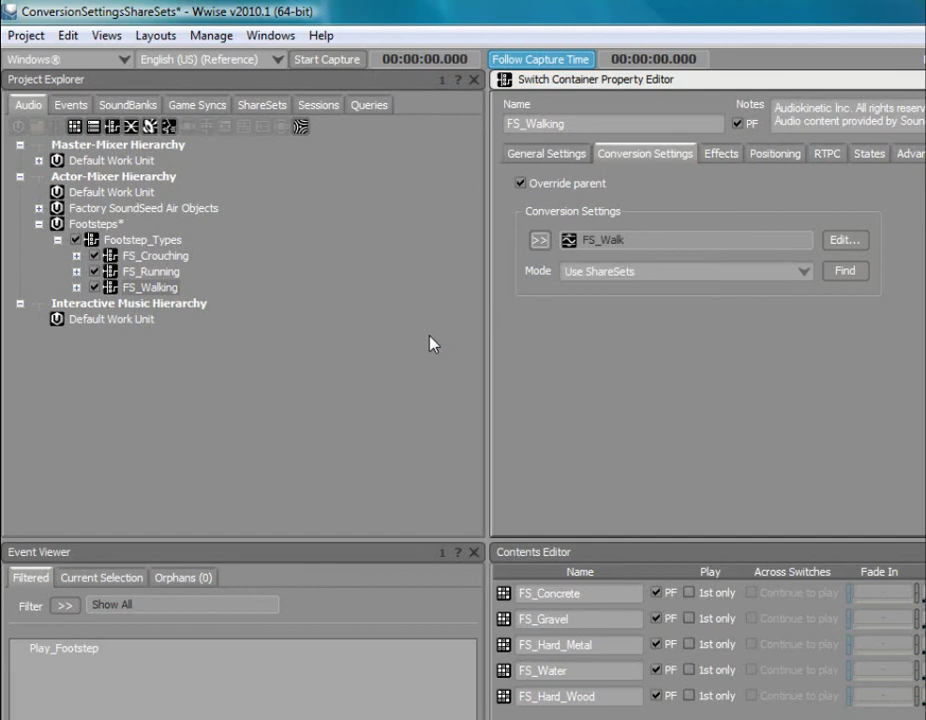 ConversionSettingsShareSets* - Wwise v2010.1 (64-bit)
Project Edit Views Layouts Manage Windows Help
Windows® English (US) (Reference) Start Capture 00:00:00.000 Follow Capture Time 00:00:00.000
Project Explorer 1 ?
Audio Events SoundBanks Game Syncs ShareSets Sessions Queries
Master-Mixer Hierarchy
Default Work Unit
Actor-Mixer Hierarchy
Default Work Unit
Factory SoundSeed Air Objects
Footsteps*
Footstep_Types
FS_Crouching
FS_Running
FS_Walking
Interactive Music Hierarchy
Default Work Unit
Switch Container Property Editor
Name Notes Audiokinetic Inc. All rights reserv
FS_Walking PF Audio content provided by Soun
General Settings Conversion Settings Effects Positioning RTPC States Advar
Override parent
Conversion Settings
>> FS_Walk Edit...
Mode Use ShareSets Find
Event Viewer 1 ?
Filtered Current Selection Orphans (0)
Filter >> Show All
Play_Footstep
Contents Editor
Name Play Across Switches Fade In
FS_Concrete PF 1st only Continue to play -
FS_Gravel PF 1st only Continue to play -
FS_Hard_Metal PF 1st only Continue to play -
FS_Water PF 1st only Continue to play -
FS_Hard_Wood PF 1st only Continue to play -